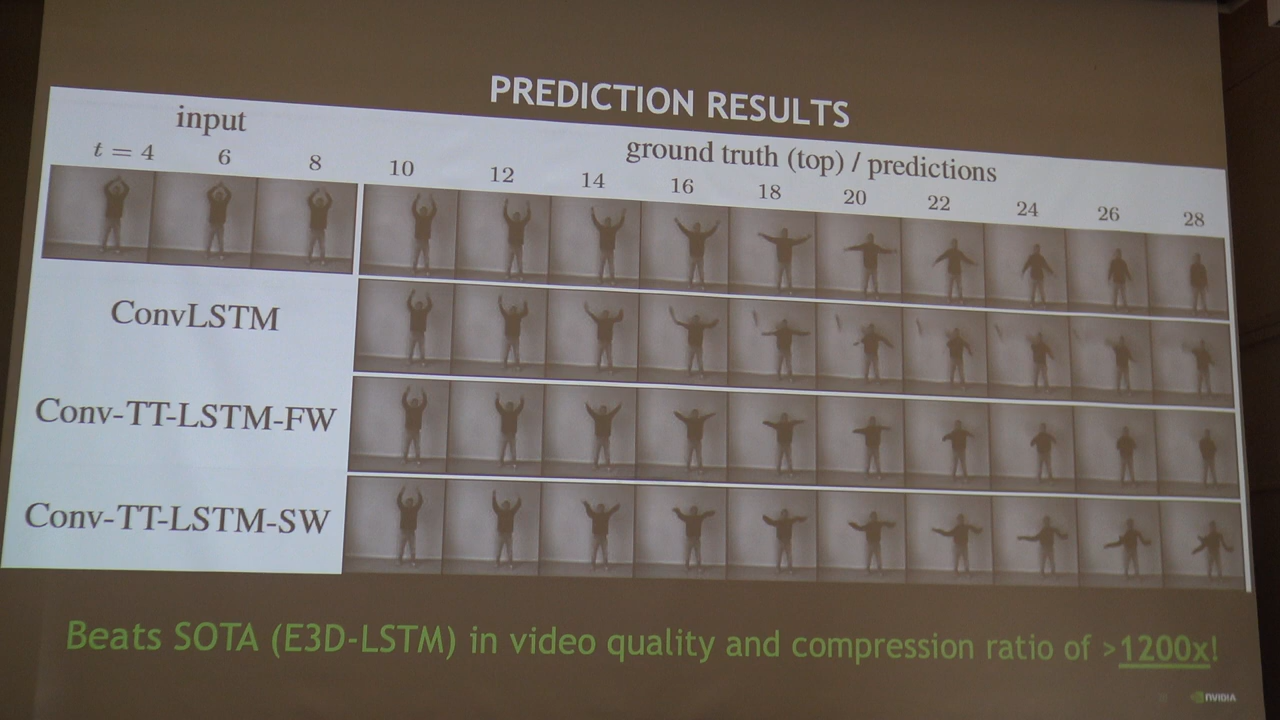 PREDICTION RESULTS
input
ground truth (top) / predictions
t = 4 6 8 10 12 14 16 18 20 22 24 26 28
ConvLSTM
Conv-TT-LSTM-FW
Conv-TT-LSTM-SW
Beats SOTA (E3D-LSTM) in video quality and compression ratio of >1200x!
NVIDIA